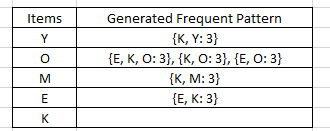 Items Generated Frequent Pattern
Y {K, Y: 3}
O {E, K, O: 3}, {K, O: 3}, {E, O: 3}
M {K, M: 3}
E {E, K: 3}
K